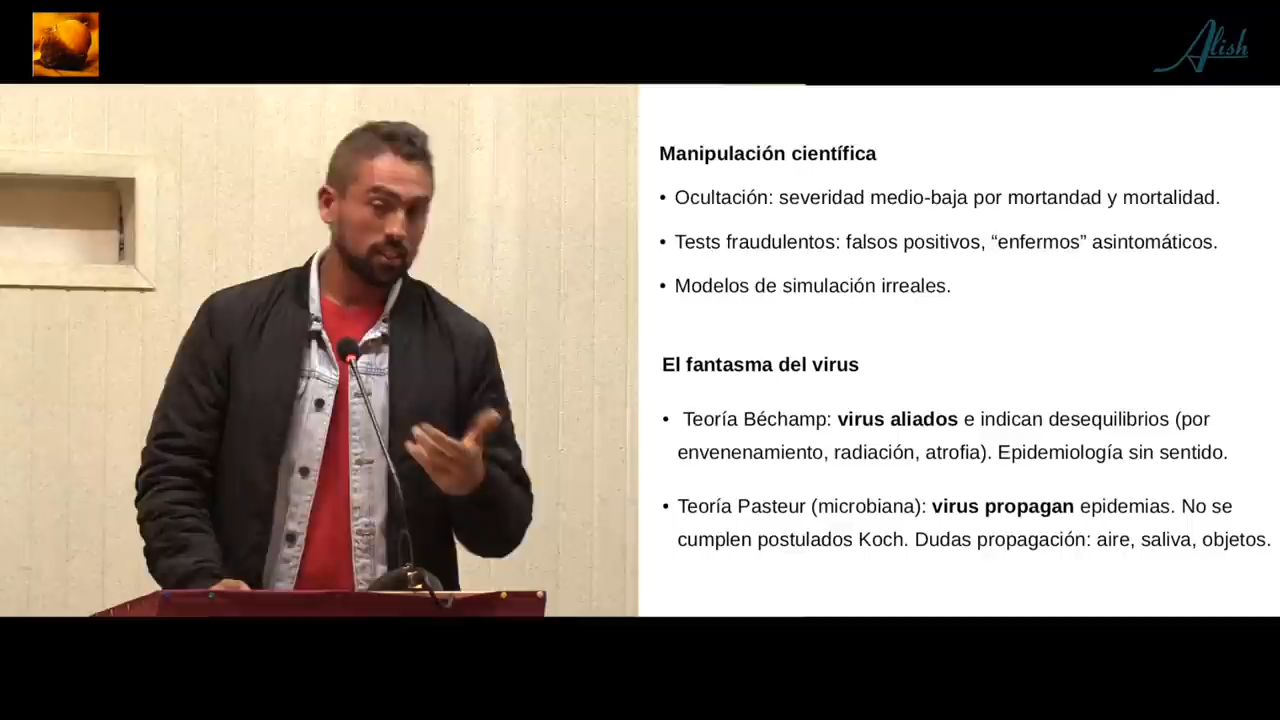 Alish
Manipulación científica
• Ocultación: severidad medio-baja por mortandad y mortalidad.
• Tests fraudulentos: falsos positivos, “enfermos” asintomáticos.
• Modelos de simulación irreales.
El fantasma del virus
• Teoría Béchamp: virus aliados e indican desequilibrios (por
envenenamiento, radiación, atrofia). Epidemiología sin sentido.
• Teoría Pasteur (microbiana): virus propagan epidemias. No se
cumplen postulados Koch. Dudas propagación: aire, saliva, objetos.